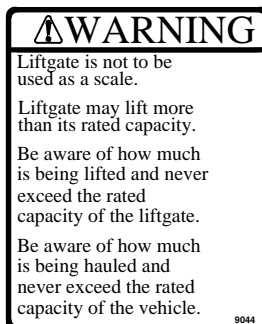 WARNING
Liftgate is not to be
used as a scale.
Liftgate may lift more
than its rated capacity.
Be aware of how much
is being lifted and never
exceed the rated
capacity of the liftgate.
Be aware of how much
is being hauled and
never exceed the rated
capacity of the vehicle.
9044